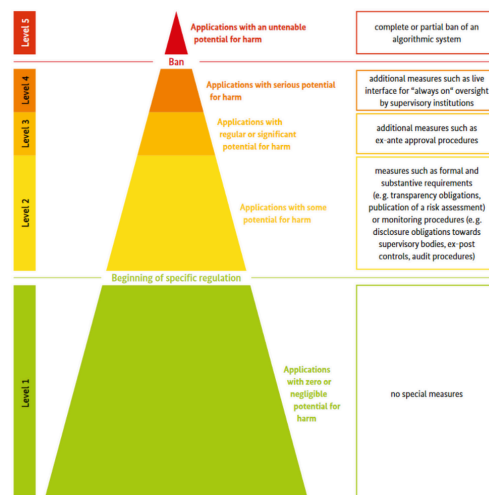 Level 5
Applications with an untenable
potential for harm
complete or partial ban of an
algorithmic system
Ban
Level 4
Applications with serious potential
for harm
additional measures such as live
interface for "always on" oversight
by supervisory institutions
Level 3
Applications with
regular or significant
potential for harm
additional measures such as
ex-ante approval procedures
Level 2
Applications with some
potential for harm
measures such as formal and
substantive requirements
(e.g. transparency obligations,
publication of a risk assessment)
or monitoring procedures (e.g.
disclosure obligations towards
supervisory bodies, ex-post
controls, audit procedures)
Beginning of specific regulation
Level 1
Applications
with zero or
negligible
potential for
harm
no special measures